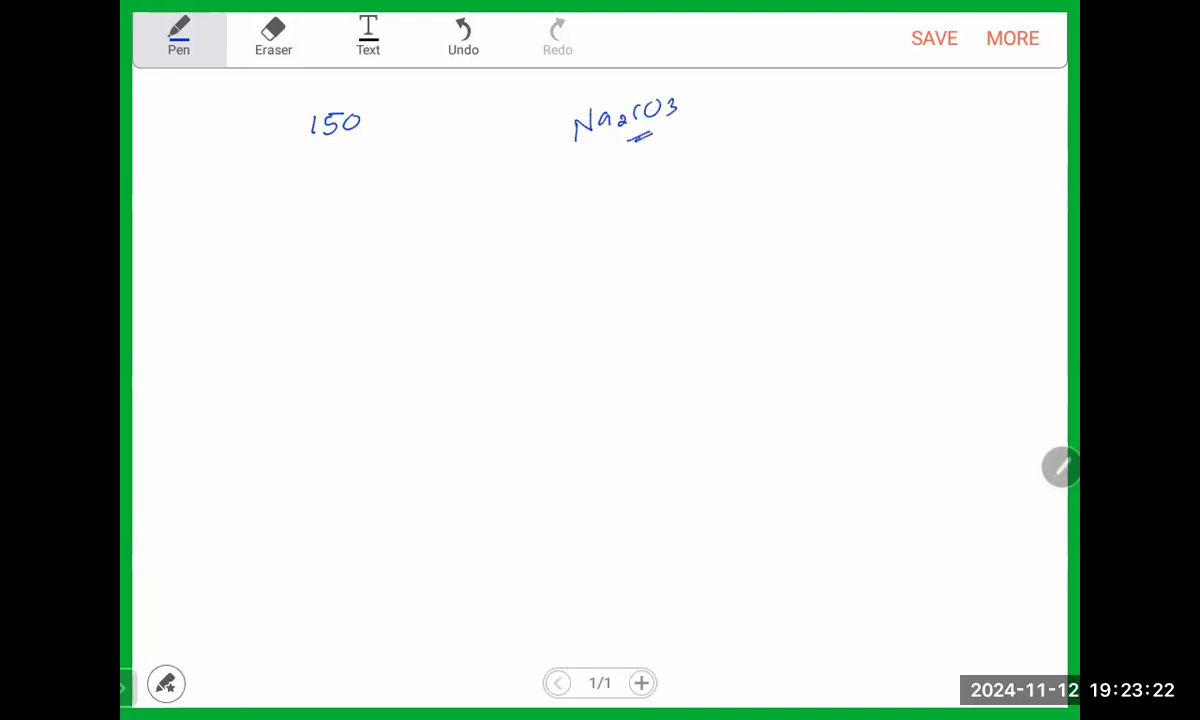 Pen Eraser Text Undo Redo SAVE MORE
150 Na2CO3
1/1
2024-11-12 19:23:22